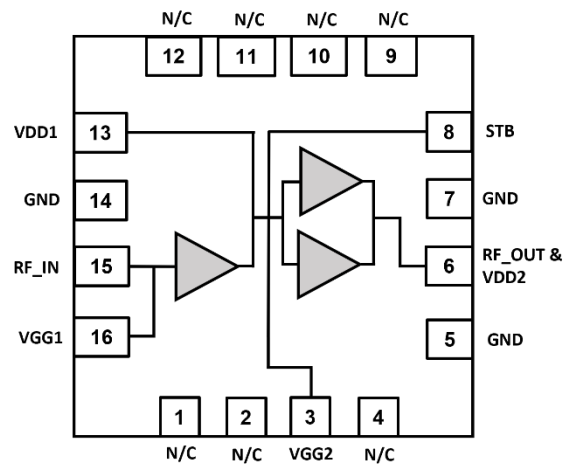 N/C N/C N/C N/C
12 11 10 9
VDD1 13 8 STB
GND 14 7 GND
RF_IN 15 6 RF_OUT &
VDD2
VGG1 16 5 GND
1 2 3 4
N/C N/C VGG2 N/C